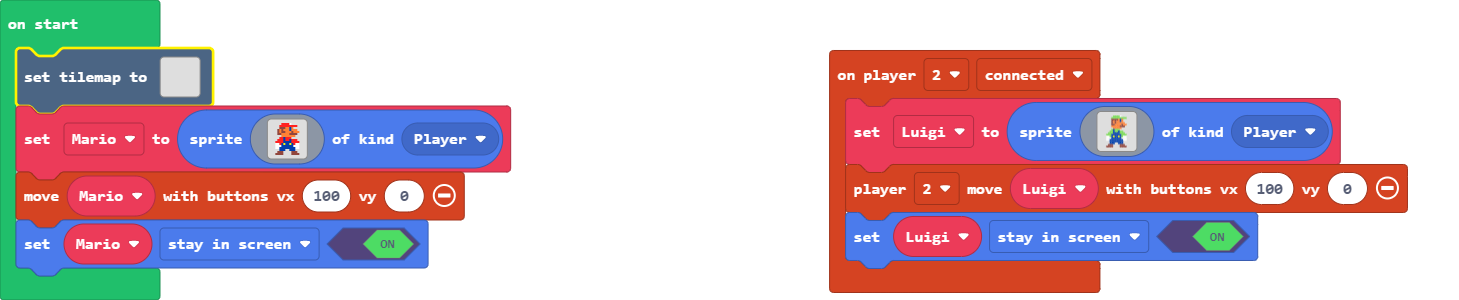 on start
set tilemap to
set Mario to sprite of kind Player
move Mario with buttons vx 100 vy 0
set Mario stay in screen ON
on player 2 connected
set Luigi to sprite of kind Player
player 2 move Luigi with buttons vx 100 vy 0
set Luigi stay in screen ON